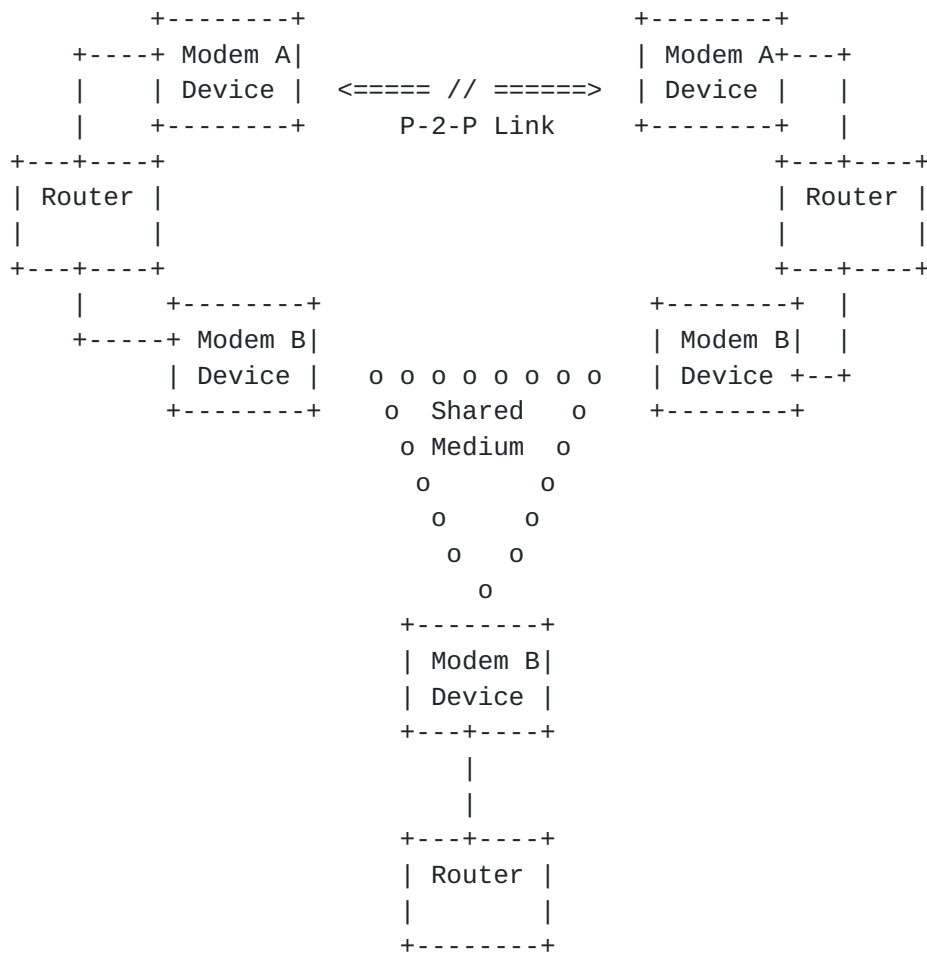 +--------+                     +--------+
    +----+ Modem A|                     | Modem A+---+
    |    | Device |  <===== // ======>  | Device |   |
    |    +--------+      P-2-P Link     +--------+   |
+---+----+                                       +---+----+
| Router |                                       | Router |
|        |                                       |        |
+---+----+                                       +---+----+
    |     +--------+                     +--------+  |
    +-----+ Modem B|                     | Modem B|  |
          | Device |   o o o o o o o o   | Device +--+
          +--------+    o  Shared   o    +--------+
                         o Medium  o
                          o       o
                           o     o
                            o   o
                              o
                         +--------+
                         | Modem B|
                         | Device |
                         +---+----+
                             |
                             |
                         +---+----+
                         | Router |
                         |        |
                         +--------+